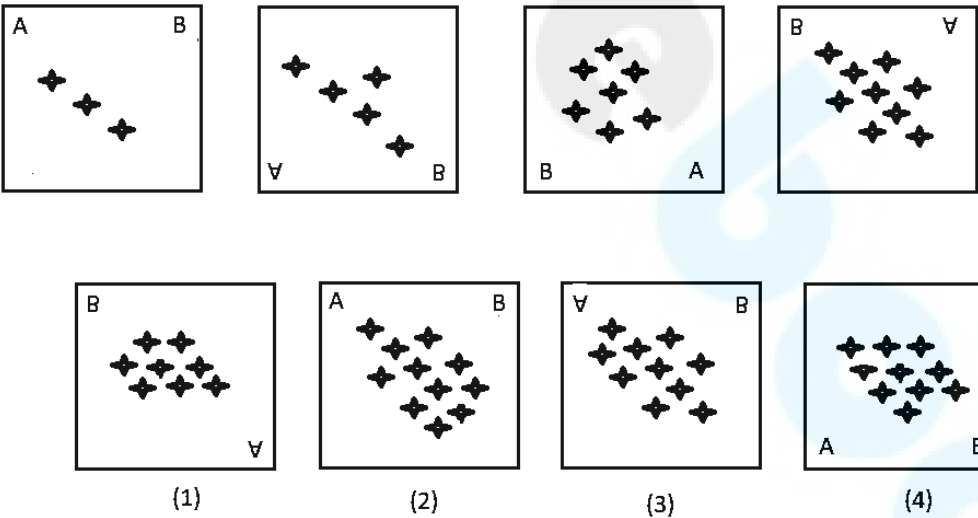 A B
B ∀
∀ ᗺ
B A
B
A B
∀ ᗺ
∀
A
(1) (2) (3) (4)